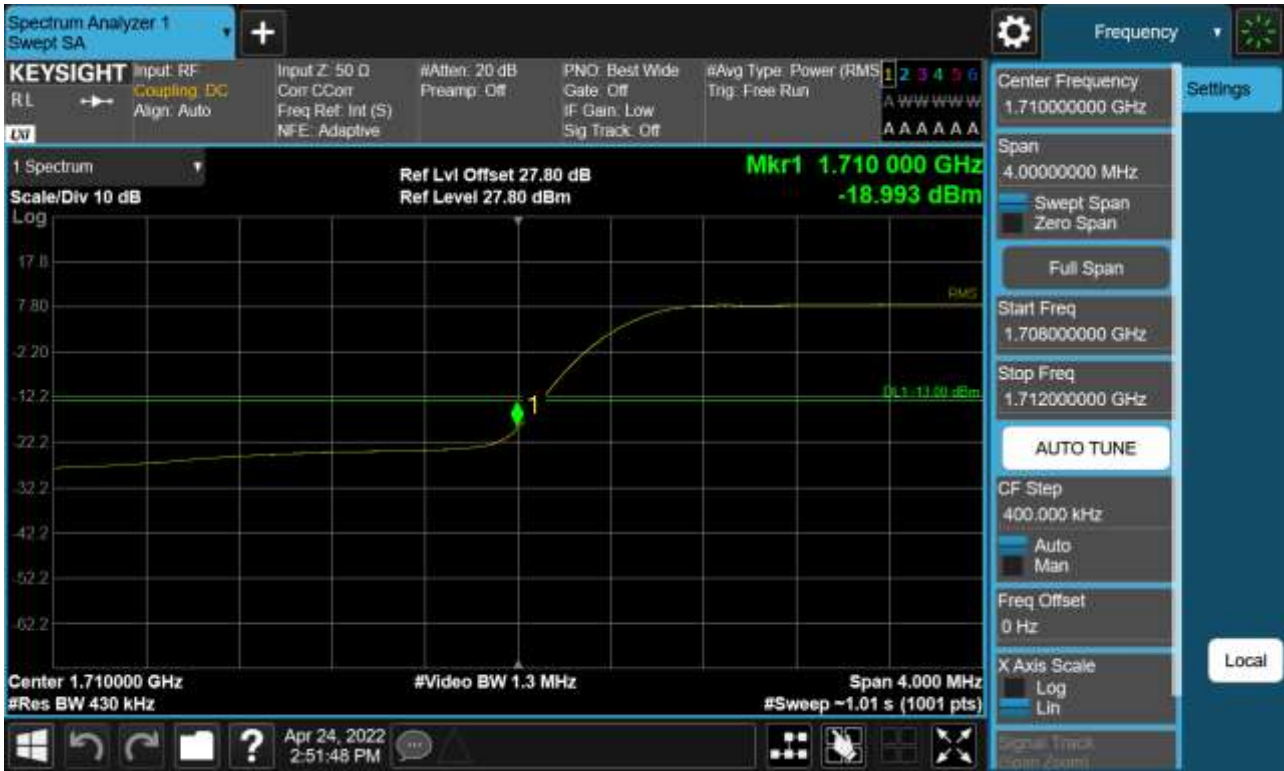 Spectrum Analyzer 1
Swept SA
+
Frequency
KEYSIGHT
RL
LXI
Input: RF
Coupling: DC
Align: Auto
Input Z: 50 Ω
Corr CCorr
Freq Ref: Int (S)
NFE: Adaptive
#Atten: 20 dB
Preamp: Off
PNO: Best Wide
Gate: Off
IF Gain: Low
Sig Track: Off
#Avg Type: Power (RMS
Trig: Free Run
1 2 3 4 5 6
A W W W W W
A A A A A A
1 Spectrum
Scale/Div 10 dB
Ref Lvl Offset 27.80 dB
Ref Level 27.80 dBm
Mkr1 1.710 000 GHz
-18.993 dBm
Log
17.8
7.80
-2.20
-12.2
-22.2
-32.2
-42.2
-52.2
-62.2
RMS
DL1 -13.00 dBm
1
Center 1.710000 GHz
#Res BW 430 kHz
#Video BW 1.3 MHz
Span 4.000 MHz
#Sweep ~1.01 s (1001 pts)
Center Frequency
1.710000000 GHz
Span
4.00000000 MHz
Swept Span
Zero Span
Full Span
Start Freq
1.708000000 GHz
Stop Freq
1.712000000 GHz
AUTO TUNE
CF Step
400.000 kHz
Auto
Man
Freq Offset
0 Hz
X Axis Scale
Log
Lin
Signal Track
(Span Zoom)
Settings
Local
?
Apr 24, 2022
2:51:48 PM